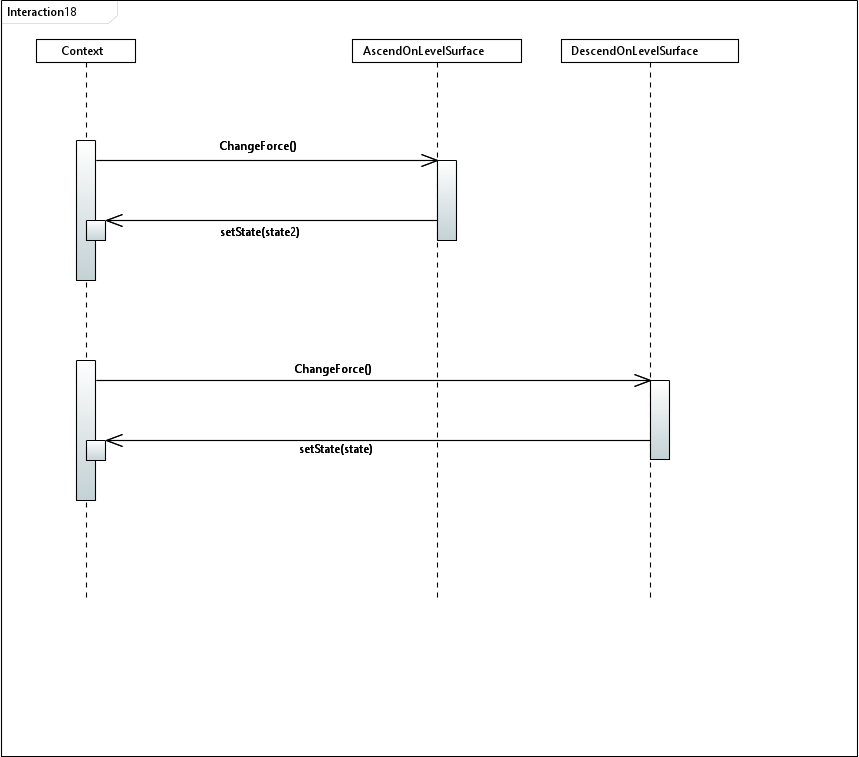 Interaction18
Context
AscendOnLevelSurface
DescendOnLevelSurface
ChangeForce()
setState(state2)
ChangeForce()
setState(state)